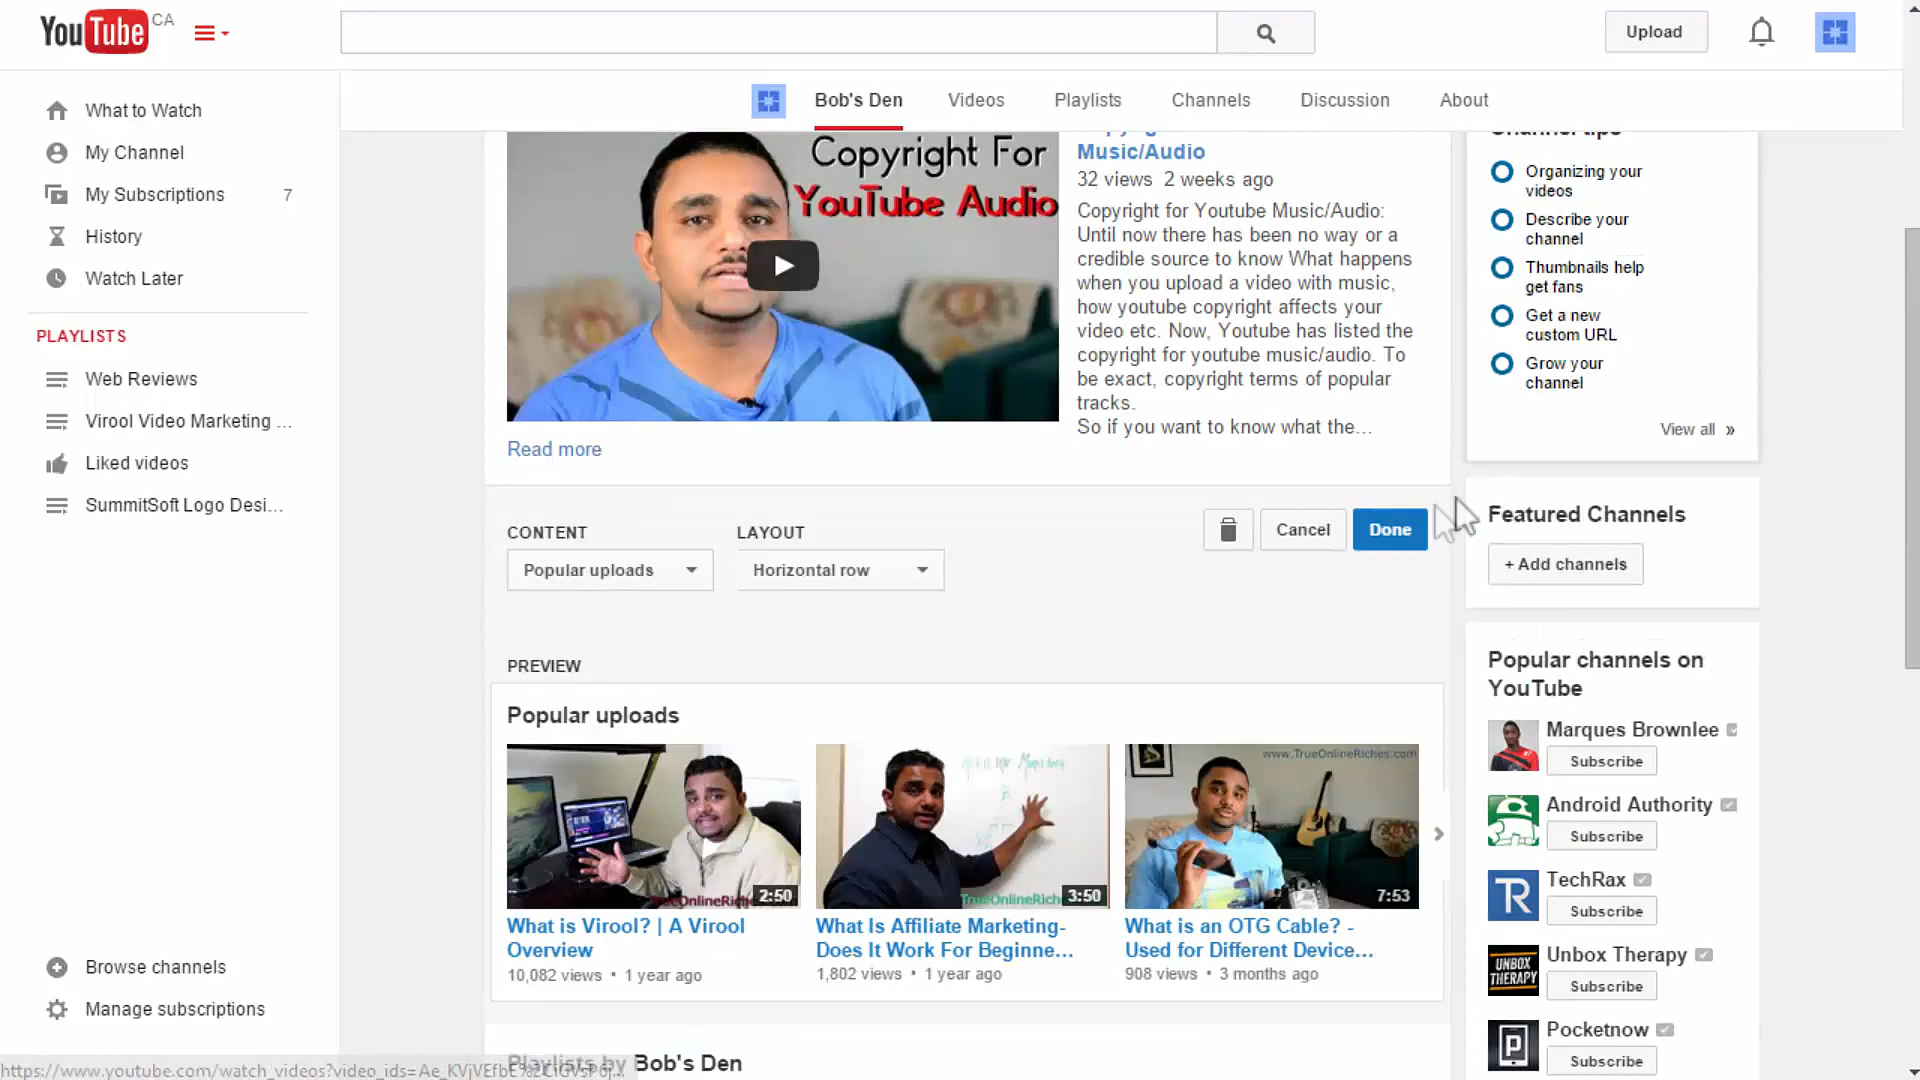 YouTube CA
Upload
What to Watch
My Channel
My Subscriptions 7
History
Watch Later
PLAYLISTS
Web Reviews
Virool Video Marketing ...
Liked videos
SummitSoft Logo Desi...
Browse channels
Manage subscriptions
Bob's Den Videos Playlists Channels Discussion About
Copyright For
YouTube Audio
Music/Audio
32 views 2 weeks ago
Copyright for Youtube Music/Audio:
Until now there has been no way or a
credible source to know What happens
when you upload a video with music,
how youtube copyright affects your
video etc. Now, Youtube has listed the
copyright for youtube music/audio. To
be exact, copyright terms of popular
tracks.
So if you want to know what the...
Read more
CONTENT LAYOUT
Popular uploads Horizontal row
Cancel Done
PREVIEW
Popular uploads
2:50
What is Virool? | A Virool
Overview
10,082 views • 1 year ago
3:50
What Is Affiliate Marketing-
Does It Work For Beginne...
1,802 views • 1 year ago
www.TrueOnlineRiches.com
7:53
What is an OTG Cable? -
Used for Different Device...
908 views • 3 months ago
Playlists by Bob's Den
Channel tips
Organizing your
videos
Describe your
channel
Thumbnails help
get fans
Get a new
custom URL
Grow your
channel
View all »
Featured Channels
+ Add channels
Popular channels on
YouTube
Marques Brownlee
Subscribe
Android Authority
Subscribe
TechRax
Subscribe
UNBOX
THERAPY
Unbox Therapy
Subscribe
Pocketnow
Subscribe